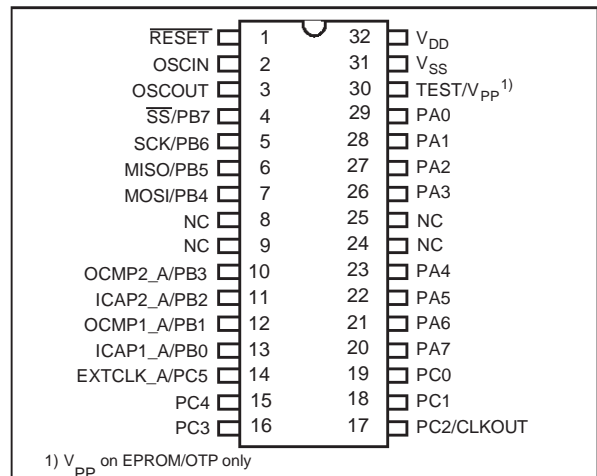 RESET 1 32 VDD
OSCIN 2 31 VSS
OSCOUT 3 30 TEST/VPP1)
SS/PB7 4 29 PA0
SCK/PB6 5 28 PA1
MISO/PB5 6 27 PA2
MOSI/PB4 7 26 PA3
NC 8 25 NC
NC 9 24 NC
OCMP2_A/PB3 10 23 PA4
ICAP2_A/PB2 11 22 PA5
OCMP1_A/PB1 12 21 PA6
ICAP1_A/PB0 13 20 PA7
EXTCLK_A/PC5 14 19 PC0
PC4 15 18 PC1
PC3 16 17 PC2/CLKOUT
1) VPP on EPROM/OTP only